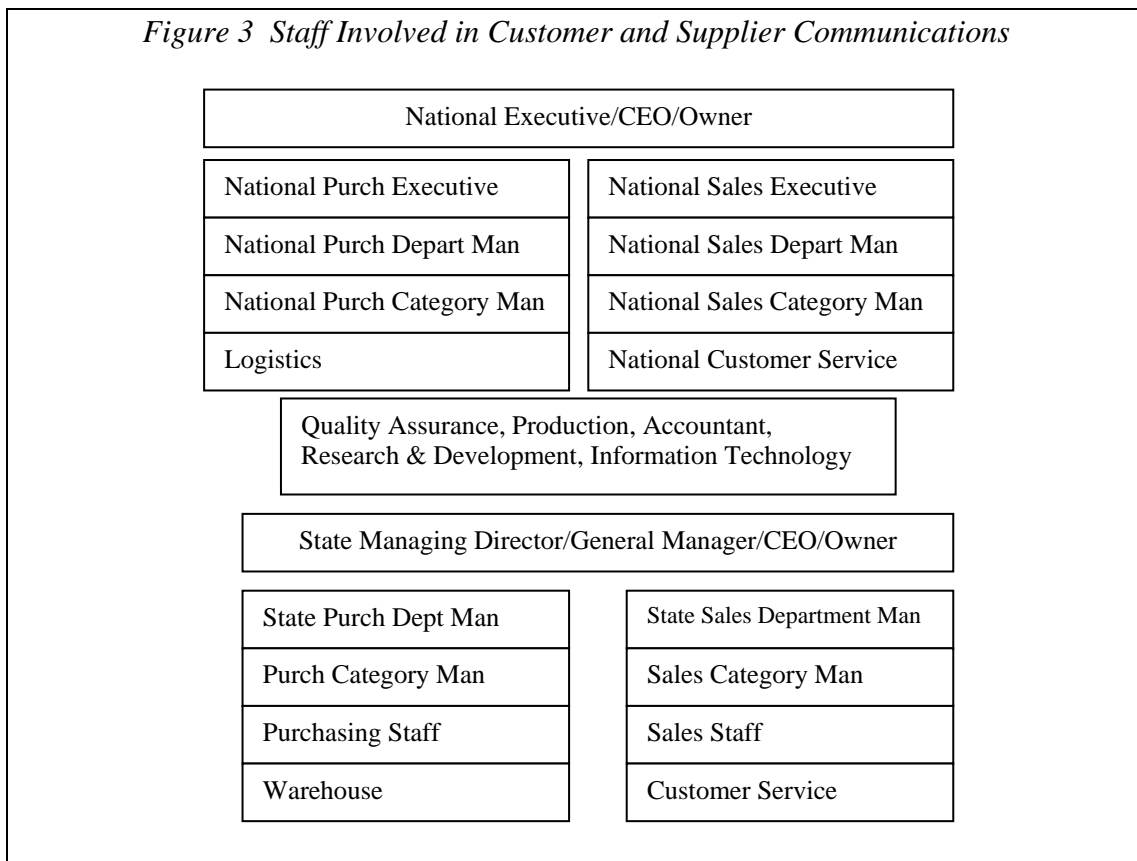 Figure 3 Staff Involved in Customer and Supplier Communications
National Executive/CEO/Owner
National Purch Executive
National Purch Depart Man
National Purch Category Man
Logistics
National Sales Executive
National Sales Depart Man
National Sales Category Man
National Customer Service
Quality Assurance, Production, Accountant,
Research & Development, Information Technology
State Managing Director/General Manager/CEO/Owner
State Purch Dept Man
Purch Category Man
Purchasing Staff
Warehouse
State Sales Department Man
Sales Category Man
Sales Staff
Customer Service